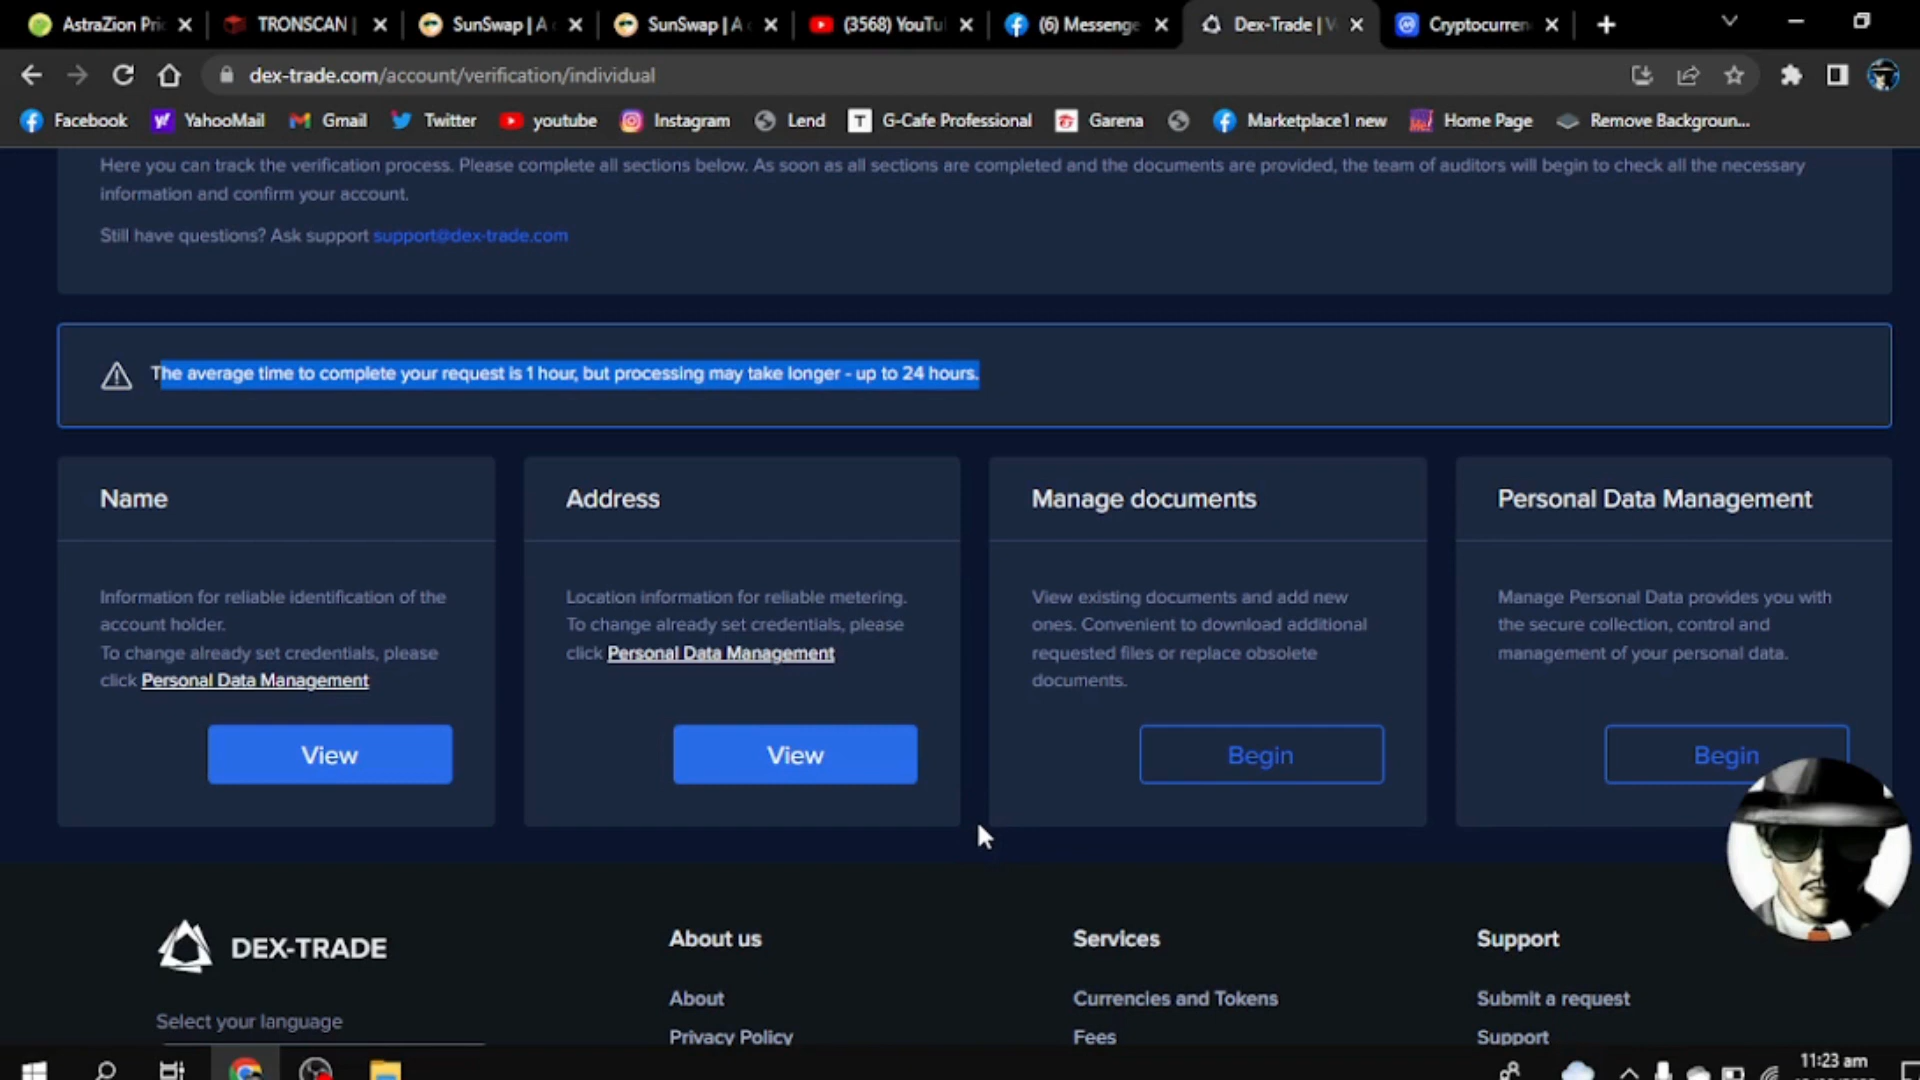 AstraZion Pric
TRONSCAN |
SunSwap | A
SunSwap | A
(3568) YouTu
(6) Messenge
Dex-Trade | V
Cryptocurren
dex-trade.com/account/verification/individual
Facebook
YahooMail
Gmail
Twitter
youtube
Instagram
Lend
G-Cafe Professional
Garena
Marketplace1 new
Home Page
Remove Backgroun...
Here you can track the verification process. Please complete all sections below. As soon as all sections are completed and the documents are provided, the team of auditors will begin to check all the necessary
information and confirm your account.
Still have questions? Ask support support@dex-trade.com
The average time to complete your request is 1 hour, but processing may take longer - up to 24 hours.
Name
Information for reliable identification of the
account holder.
To change already set credentials, please
click Personal Data Management
View
Address
Location information for reliable metering.
To change already set credentials, please
click Personal Data Management
View
Manage documents
View existing documents and add new
ones. Convenient to download additional
requested files or replace obsolete
documents.
Begin
Personal Data Management
Manage Personal Data provides you with
the secure collection, control and
management of your personal data.
Begin
DEX-TRADE
Select your language
About us
About
Privacy Policy
Services
Currencies and Tokens
Fees
Support
Submit a request
Support
11:23 am